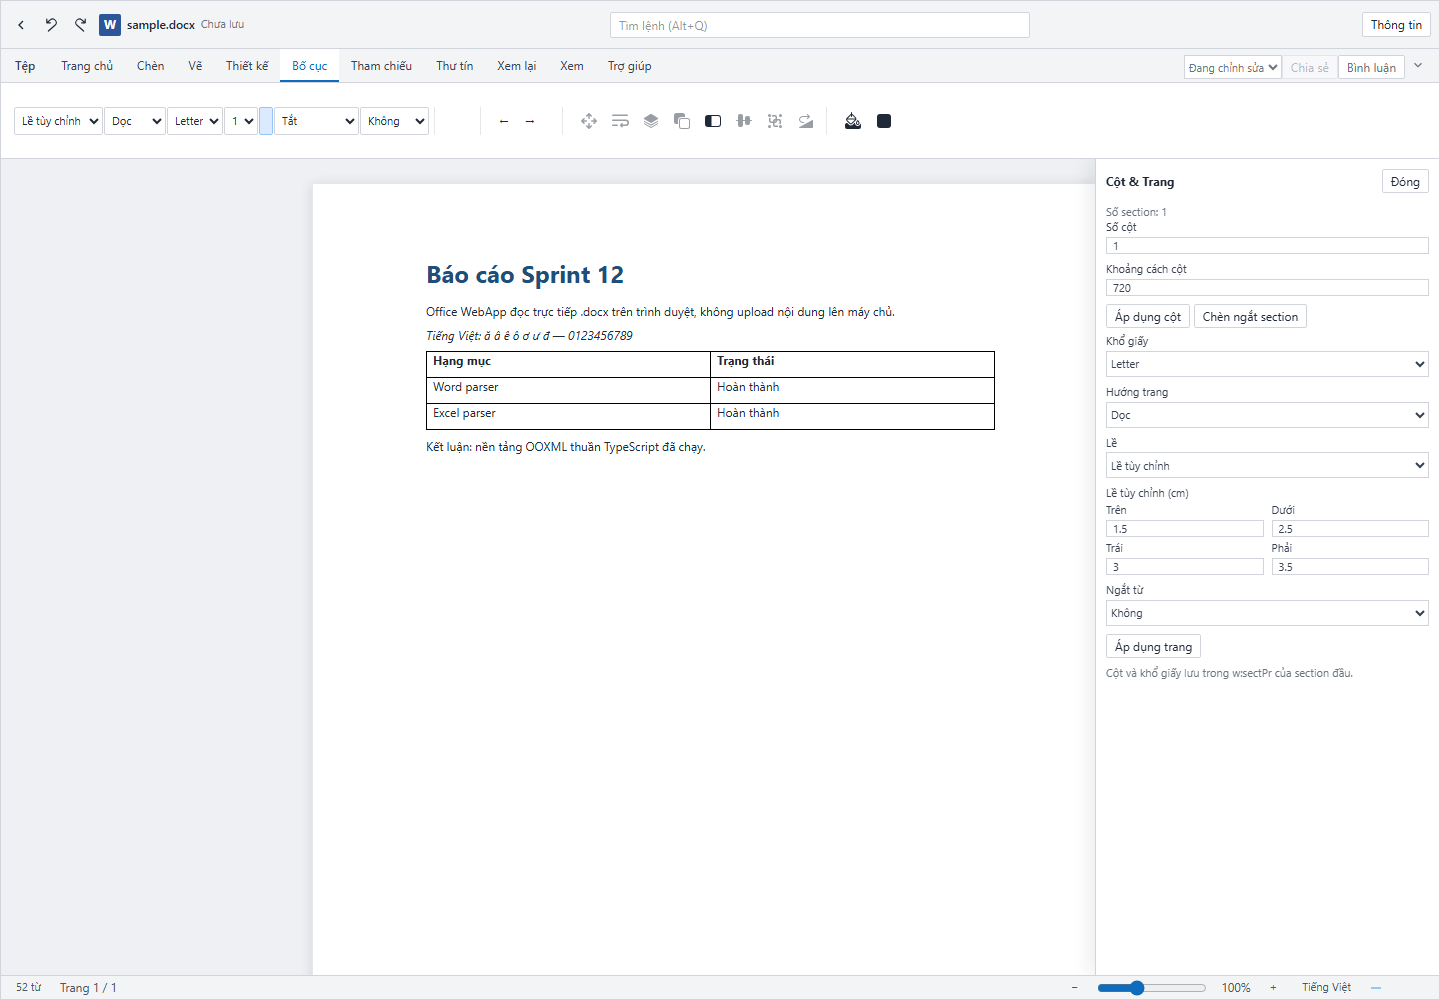 W sample.docx Chưa lưu
Tìm lệnh (Alt+Q)
Thông tin
Tệp Trang chủ Chèn Vẽ Thiết kế Bố cục Tham chiếu Thư tín Xem lại Xem Trợ giúp
Đang chỉnh sửa Chia sẻ Bình luận
Lề tùy chỉnh Dọc Letter 1 Tắt Không
← →
Cột & Trang
Đóng
Số section: 1
Số cột
1
Khoảng cách cột
720
Áp dụng cột Chèn ngắt section
Khổ giấy
Letter
Hướng trang
Dọc
Lề
Lề tùy chỉnh
Lề tùy chỉnh (cm)
Trên Dưới
1.5 2.5
Trái Phải
3 3.5
Ngắt từ
Không
Áp dụng trang
Cột và khổ giấy lưu trong w:sectPr của section đầu.
Báo cáo Sprint 12
Office WebApp đọc trực tiếp .docx trên trình duyệt, không upload nội dung lên máy chủ.
Tiếng Việt: ă â ê ô ơ ư đ — 0123456789
Hạng mục Trạng thái
Word parser Hoàn thành
Excel parser Hoàn thành
Kết luận: nền tảng OOXML thuần TypeScript đã chạy.
52 từ Trang 1 / 1
− 100% + Tiếng Việt —